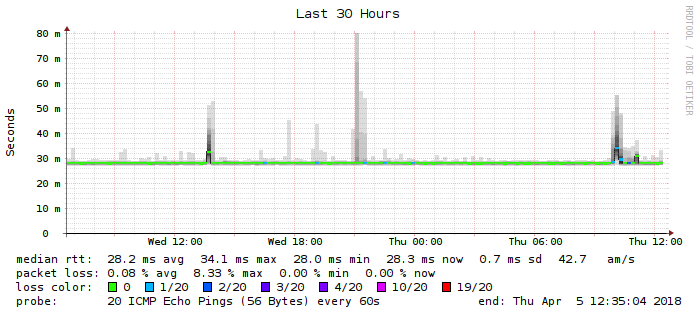 Last 30 Hours
RRDTOOL / TOBI OETIKER
Seconds
80 m
70 m
60 m
50 m
40 m
30 m
20 m
10 m
0
Wed 12:00 Wed 18:00 Thu 00:00 Thu 06:00 Thu 12:00
median rtt: 28.2 ms avg 34.1 ms max 28.0 ms min 28.3 ms now 0.7 ms sd 42.7 am/s
packet loss: 0.08 % avg 8.33 % max 0.00 % min 0.00 % now
loss color: 0 1/20 2/20 3/20 4/20 10/20 19/20
probe: 20 ICMP Echo Pings (56 Bytes) every 60s end: Thu Apr 5 12:35:04 2018